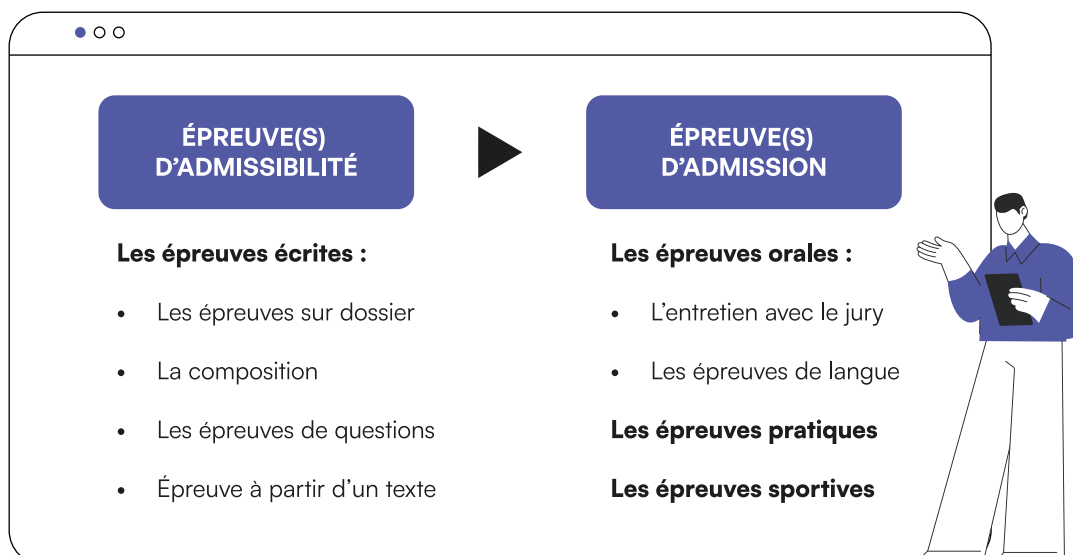 ÉPREUVE(S)
D'ADMISSIBILITÉ
Les épreuves écrites :
• Les épreuves sur dossier
• La composition
• Les épreuves de questions
• Épreuve à partir d'un texte
ÉPREUVE(S)
D'ADMISSION
Les épreuves orales :
• L'entretien avec le jury
• Les épreuves de langue
Les épreuves pratiques
Les épreuves sportives